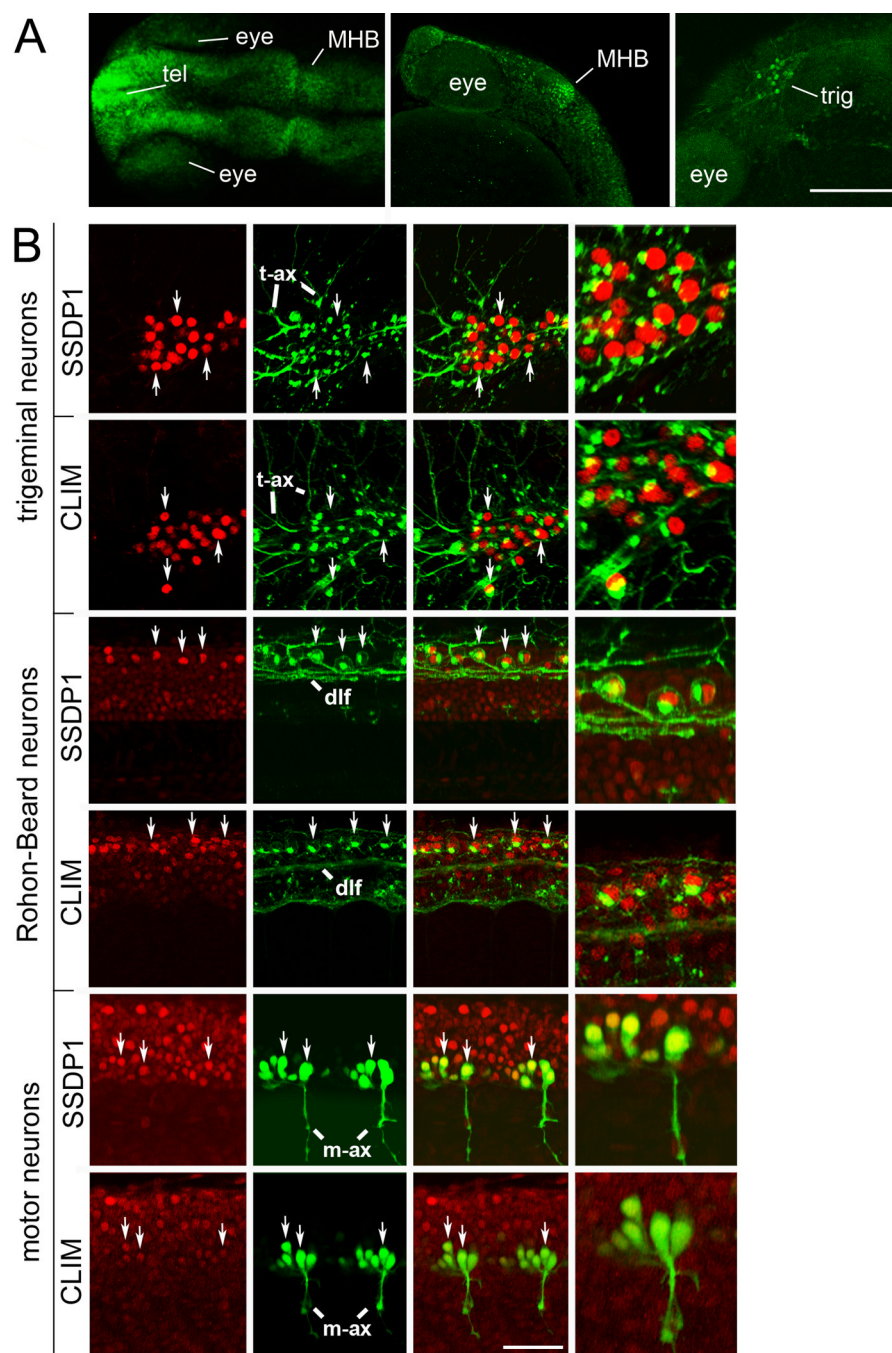 A
eye
MHB
tel
eye
MHB
eye
trig
eye
B
trigeminal neurons
SSDP1
t-ax
CLIM
t-ax
Rohon-Beard neurons
SSDP1
dlf
CLIM
dlf
motor neurons
SSDP1
m-ax
CLIM
m-ax